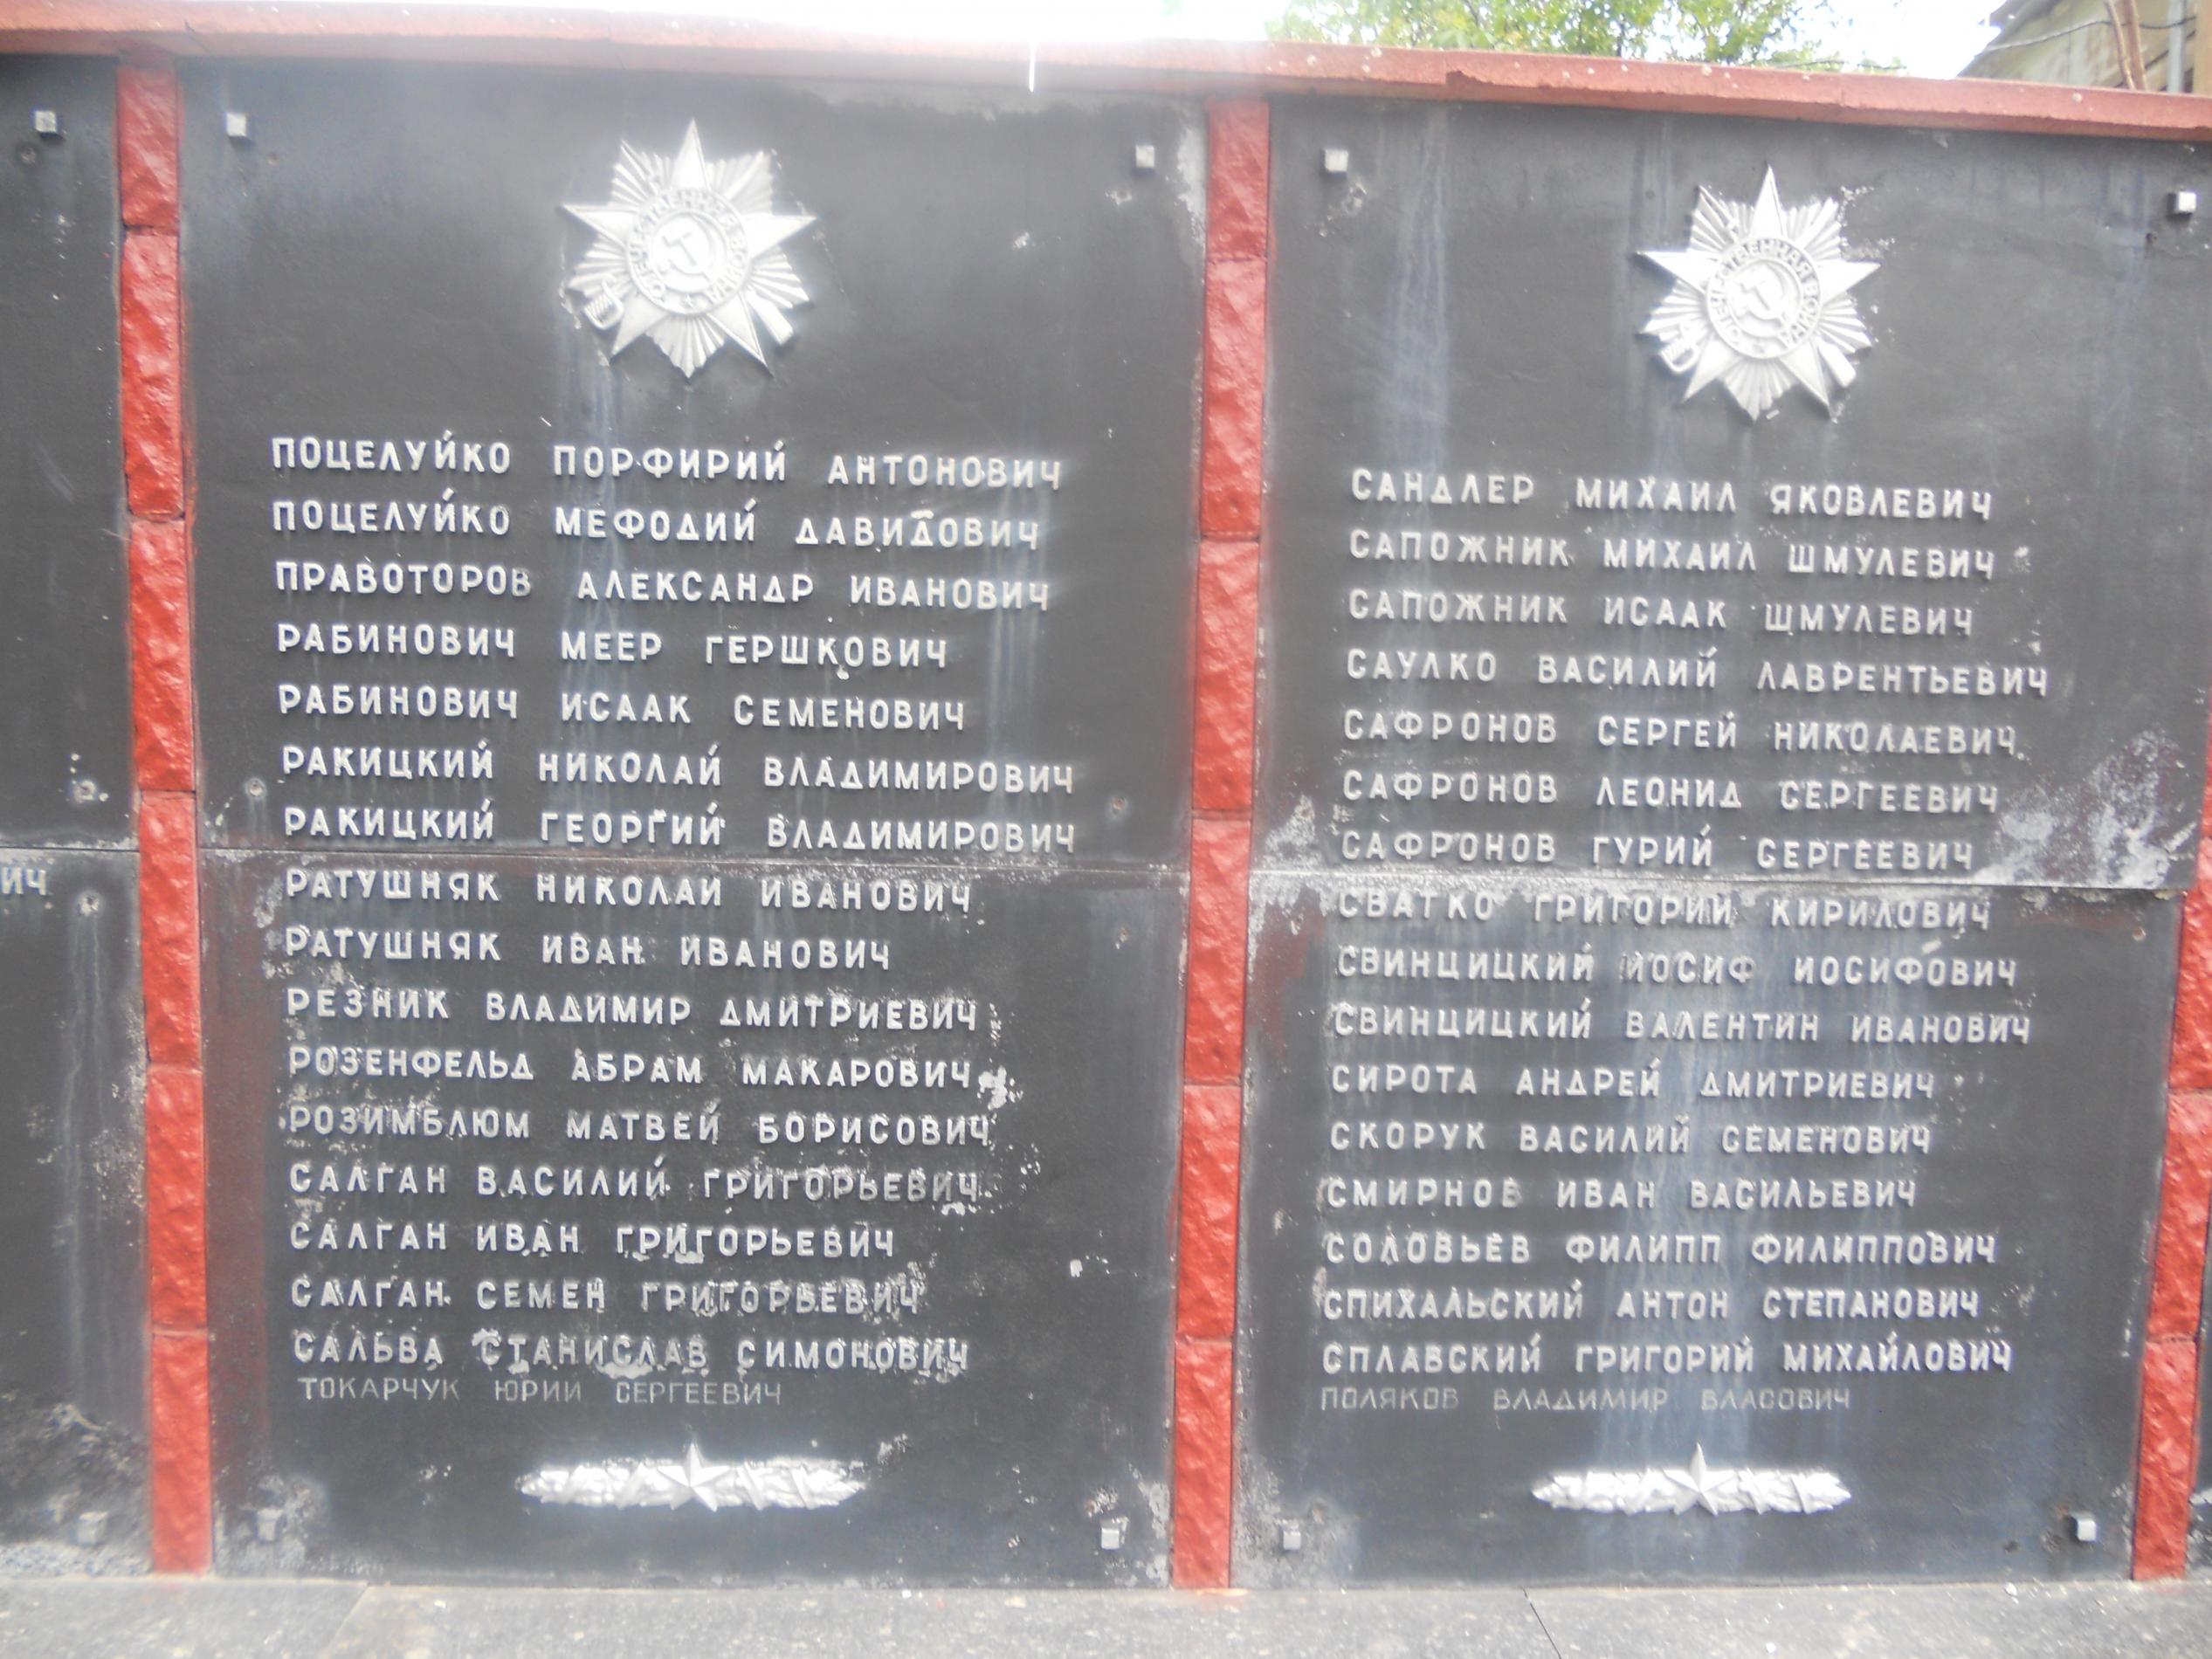 ИЧ
ОТЕЧЕСТВЕННАЯ ВОЙНА
ПОЦЕЛУЙКО ПОРФИРИЙ АНТОНОВИЧ
ПОЦЕЛУЙКО МЕФОДИЙ ДАВИДОВИЧ
ПРАВОТОРОВ АЛЕКСАНДР ИВАНОВИЧ
РАБИНОВИЧ МЕЕР ГЕРШКОВИЧ
РАБИНОВИЧ ИСААК СЕМЕНОВИЧ
РАКИЦКИЙ НИКОЛАЙ ВЛАДИМИРОВИЧ
РАКИЦКИЙ ГЕОРГИЙ ВЛАДИМИРОВИЧ
РАТУШНЯК НИКОЛАЙ ИВАНОВИЧ
РАТУШНЯК ИВАН ИВАНОВИЧ
РЕЗНИК ВЛАДИМИР ДМИТРИЕВИЧ
РОЗЕНФЕЛЬД АБРАМ МАКАРОВИЧ
РОЗИМБЛЮМ МАТВЕЙ БОРИСОВИЧ
САЛГАН ВАСИЛИЙ ГРИГОРЬЕВИЧ
САЛГАН ИВАН ГРИГОРЬЕВИЧ
САЛГАН СЕМЕН ГРИГОРЬЕВИЧ
САЛЬВА СТАНИСЛАВ СИМОНОВИЧ
ТОКАРЧУК ЮРИЙ СЕРГЕЕВИЧ
ОТЕЧЕСТВЕННАЯ ВОЙНА
САНДЛЕР МИХАИЛ ЯКОВЛЕВИЧ
САПОЖНИК МИХАИЛ ШМУЛЕВИЧ
САПОЖНИК ИСААК ШМУЛЕВИЧ
САУЛКО ВАСИЛИЙ ЛАВРЕНТЬЕВИЧ
САФРОНОВ СЕРГЕЙ НИКОЛАЕВИЧ
САФРОНОВ ЛЕОНИД СЕРГЕЕВИЧ
САФРОНОВ ГУРИЙ СЕРГЕЕВИЧ
СВАТКО ГРИГОРИЙ КИРИЛОВИЧ
СВИНЦИЦКИЙ ИОСИФ ИОСИФОВИЧ
СВИНЦИЦКИЙ ВАЛЕНТИН ИВАНОВИЧ
СИРОТА АНДРЕЙ ДМИТРИЕВИЧ
СКОРУК ВАСИЛИЙ СЕМЕНОВИЧ
СМИРНОВ ИВАН ВАСИЛЬЕВИЧ
СОЛОВЬЕВ ФИЛИПП ФИЛИППОВИЧ
СПИХАЛЬСКИЙ АНТОН СТЕПАНОВИЧ
СПЛАВСКИЙ ГРИГОРИЙ МИХАЙЛОВИЧ
ПОЛЯКОВ ВЛАДИМИР ВЛАСОВИЧ